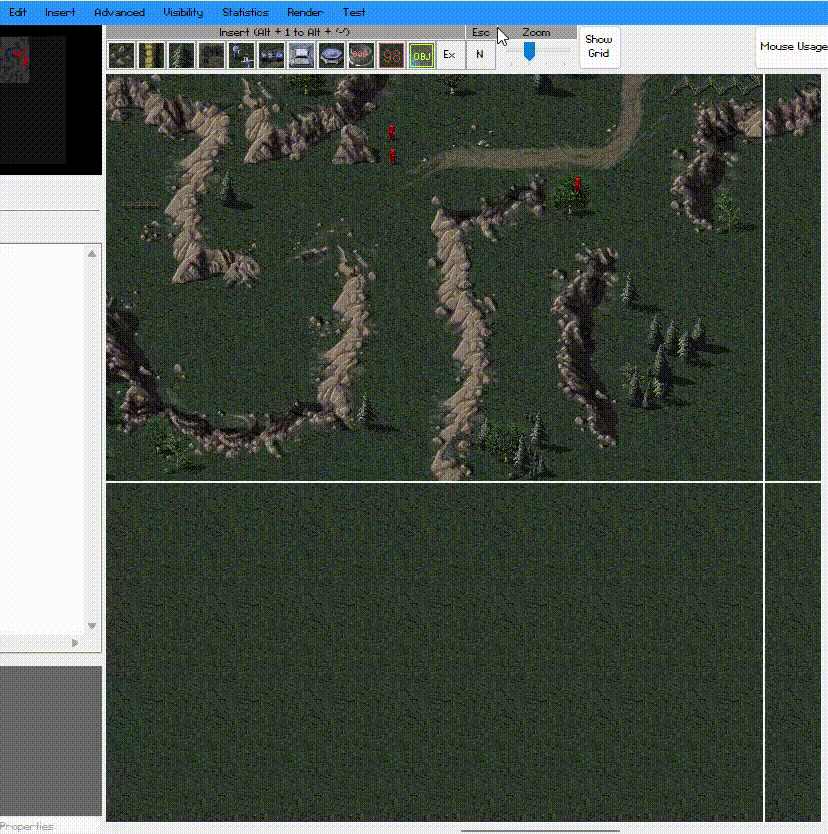 Edit Insert Advanced Visibility Statistics Render Test
Insert (Alt + 1 to Alt + '~') Esc Zoom
98 OBJ Ex N
Show
Grid
Mouse Usage
Properties